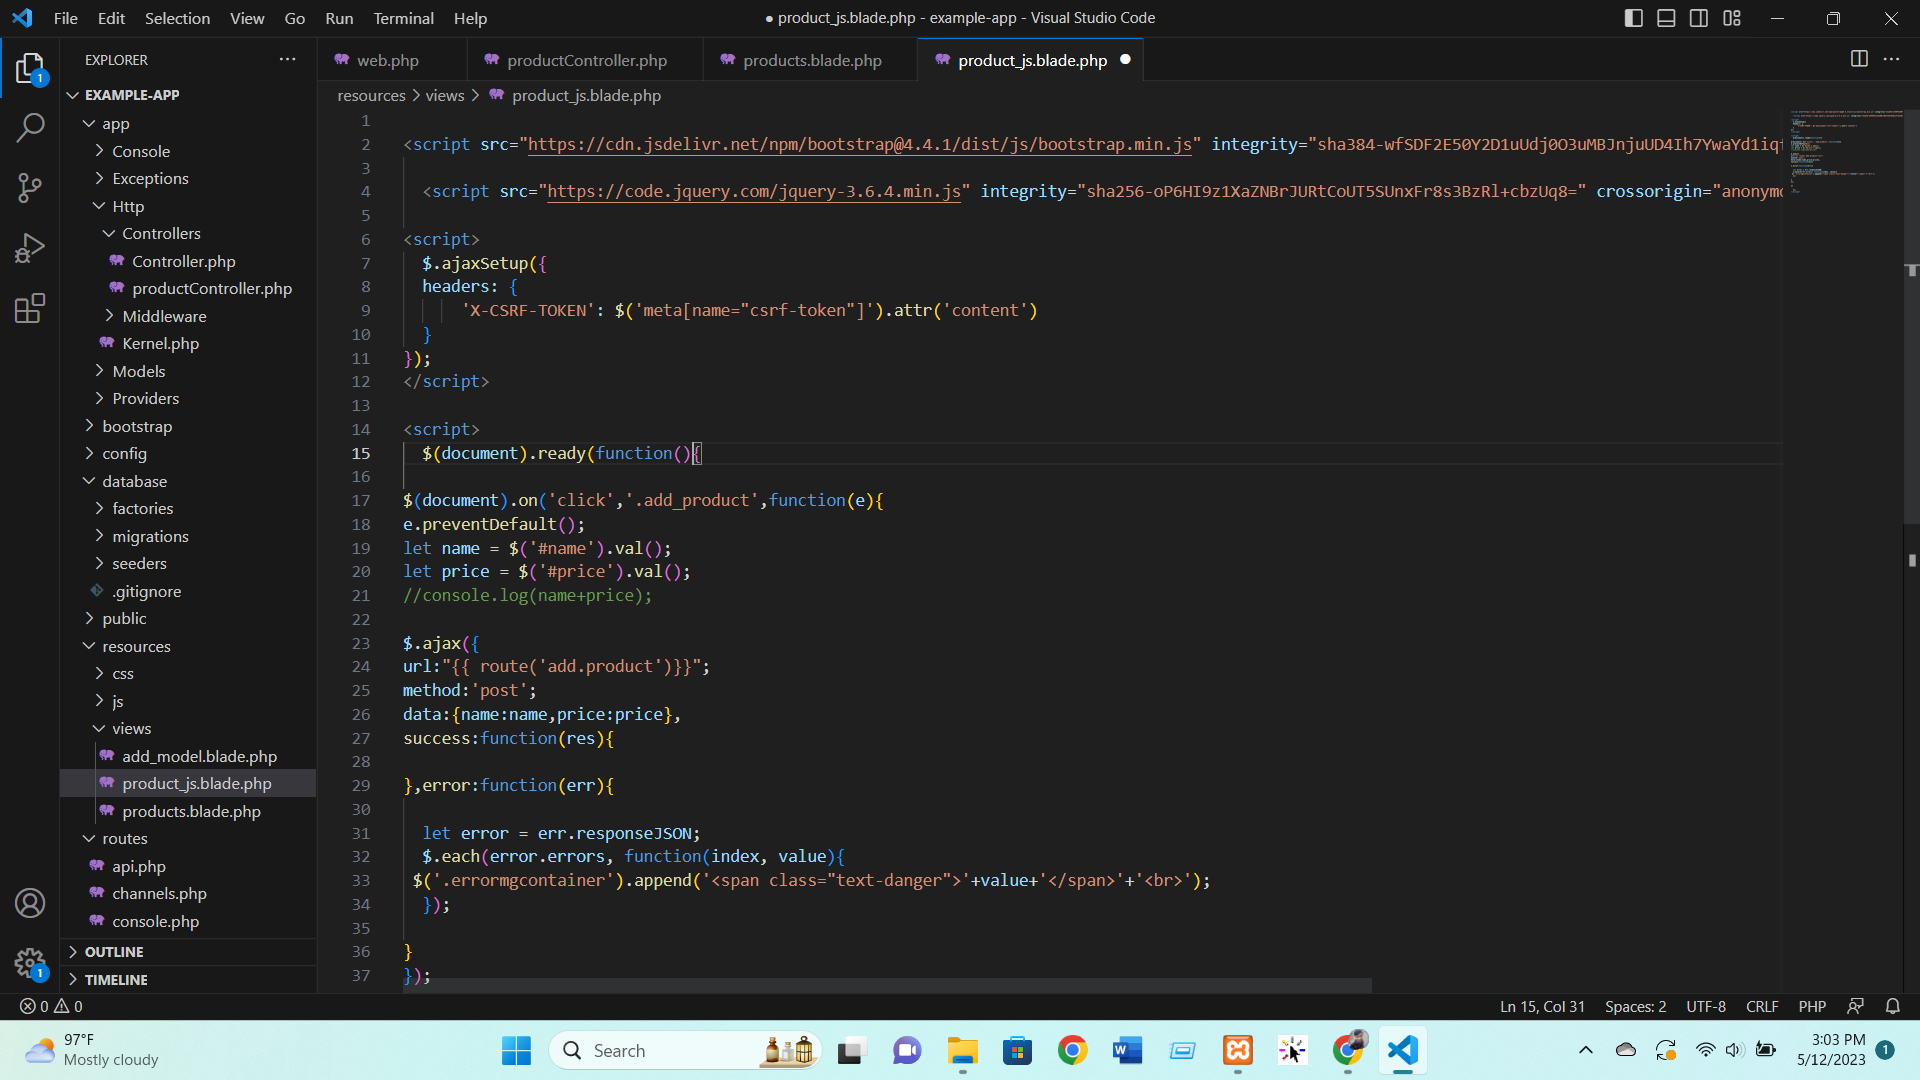 File Edit Selection View Go Run Terminal Help
● product_js.blade.php - example-app - Visual Studio Code
EXPLORER
EXAMPLE-APP
app
Console
Exceptions
Http
Controllers
Controller.php
productController.php
Middleware
Kernel.php
Models
Providers
bootstrap
config
database
factories
migrations
seeders
.gitignore
public
resources
css
js
views
add_model.blade.php
product_js.blade.php
products.blade.php
routes
api.php
channels.php
console.php
OUTLINE
TIMELINE
1
1
web.php productController.php products.blade.php product_js.blade.php
resources > views > product_js.blade.php
1
2 <script src="https://cdn.jsdelivr.net/npm/bootstrap@4.4.1/dist/js/bootstrap.min.js" integrity="sha384-wfSDF2E50Y2D1uUdj0O3uMBJnjuUD4Ih7YwaYd1iqf
3
4 <script src="https://code.jquery.com/jquery-3.6.4.min.js" integrity="sha256-oP6HI9z1XaZNBrJURtCoUT5SUnxFr8s3BzRl+cbzUq8=" crossorigin="anonymo
5
6 <script>
7 $.ajaxSetup({
8 headers: {
9 'X-CSRF-TOKEN': $('meta[name="csrf-token"]').attr('content')
10 }
11 });
12 </script>
13
14 <script>
15 $(document).ready(function(){
16
17 $(document).on('click','.add_product',function(e){
18 e.preventDefault();
19 let name = $('#name').val();
20 let price = $('#price').val();
21 //console.log(name+price);
22
23 $.ajax({
24 url:"{{ route('add.product')}}";
25 method:'post';
26 data:{name:name,price:price},
27 success:function(res){
28
29 },error:function(err){
30
31 let error = err.responseJSON;
32 $.each(error.errors, function(index, value){
33 $('.errormgcontainer').append('<span class="text-danger">'+value+'</span>'+'<br>');
34 });
35
36 }
37 });
0 0
Ln 15, Col 31 Spaces: 2 UTF-8 CRLF PHP
97°F
Mostly cloudy
Search
3:03 PM
5/12/2023
1